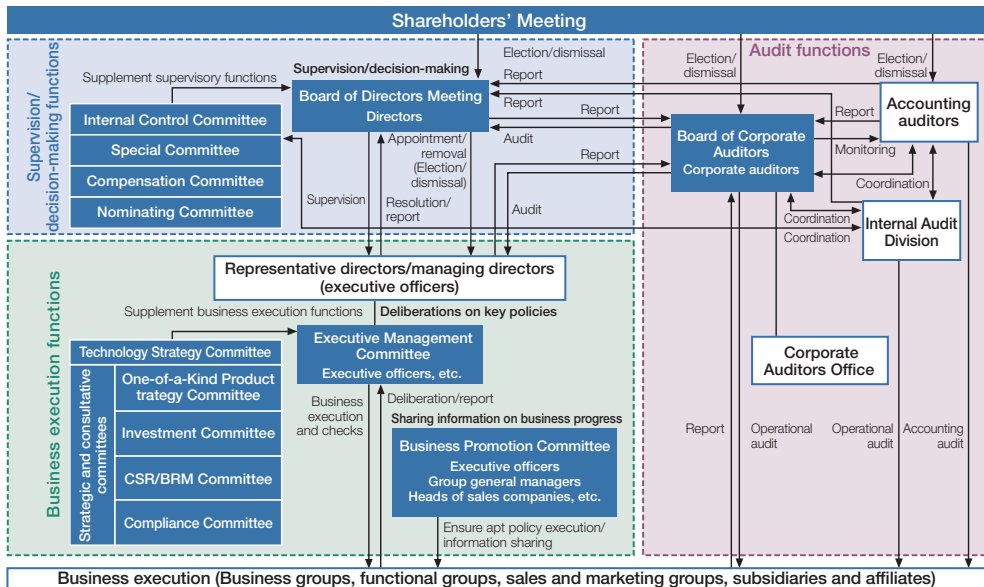 Shareholders' Meeting
Supervision/
decision-making functions
Supplement supervisory functions
Internal Control Committee
Special Committee
Compensation Committee
Nominating Committee
Supervision/decision-making
Board of Directors Meeting
Directors
Election/dismissal
Report
Report
Report
Audit
Appointment/
removal
(Election/
dismissal)
Supervision
Resolution/
report
Report
Audit
Audit functions
Election/
dismissal
Election/
dismissal
Accounting
auditors
Report
Monitoring
Board of Corporate
Auditors
Corporate auditors
Coordination
Coordination
Coordination
Internal Audit
Division
Corporate
Auditors Office
Report
Operational
audit
Operational
audit
Accounting
audit
Business execution functions
Representative directors/managing directors
(executive officers)
Supplement business execution functions
Deliberations on key policies
Technology Strategy Committee
Strategic and consultative
committees
One-of-a-Kind Product
trategy Committee
Investment Committee
CSR/BRM Committee
Compliance Committee
Executive Management
Committee
Executive officers, etc.
Business
execution
and checks
Deliberation/report
Sharing information on business progress
Business Promotion Committee
Executive officers
Group general managers
Heads of sales companies, etc.
Ensure apt policy execution/
information sharing
Business execution (Business groups, functional groups, sales and marketing groups, subsidiaries and affiliates)